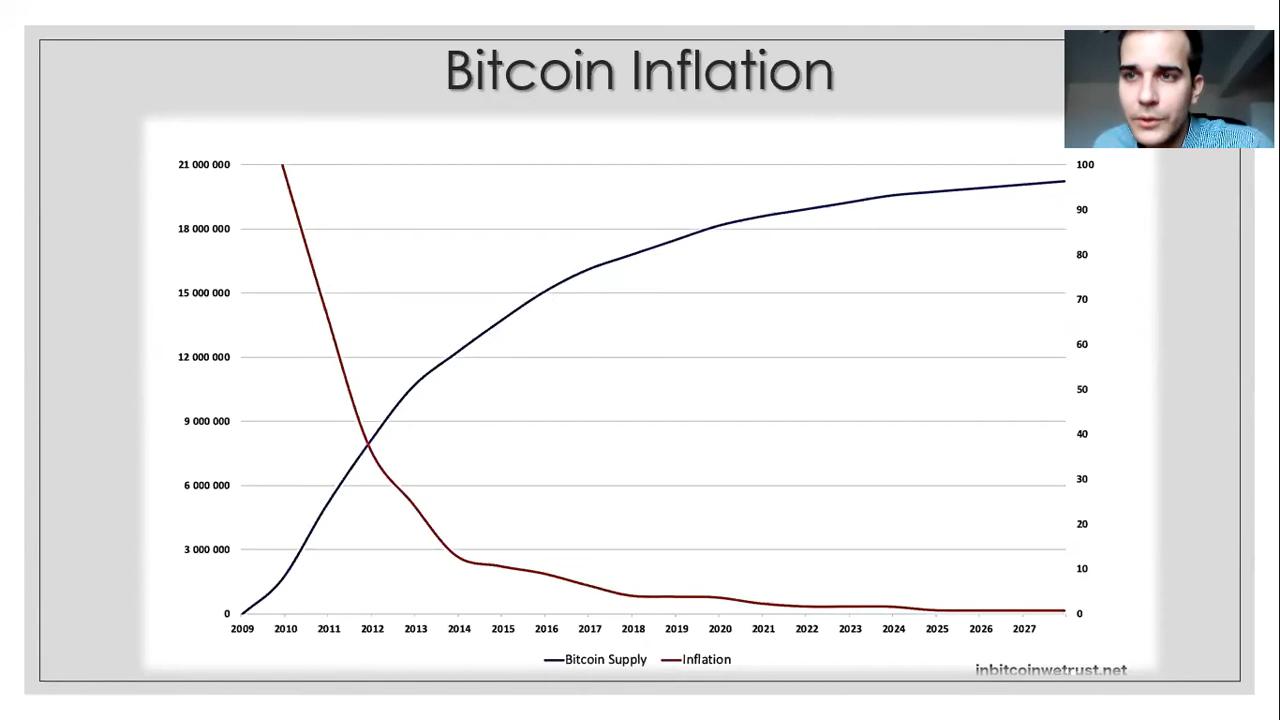 Bitcoin Inflation
21 000 000
18 000 000
15 000 000
12 000 000
9 000 000
6 000 000
3 000 000
0
100
90
80
70
60
50
40
30
20
10
0
2009 2010 2011 2012 2013 2014 2015 2016 2017 2018 2019 2020 2021 2022 2023 2024 2025 2026 2027
Bitcoin Supply Inflation
inbitcoinwetrust.net